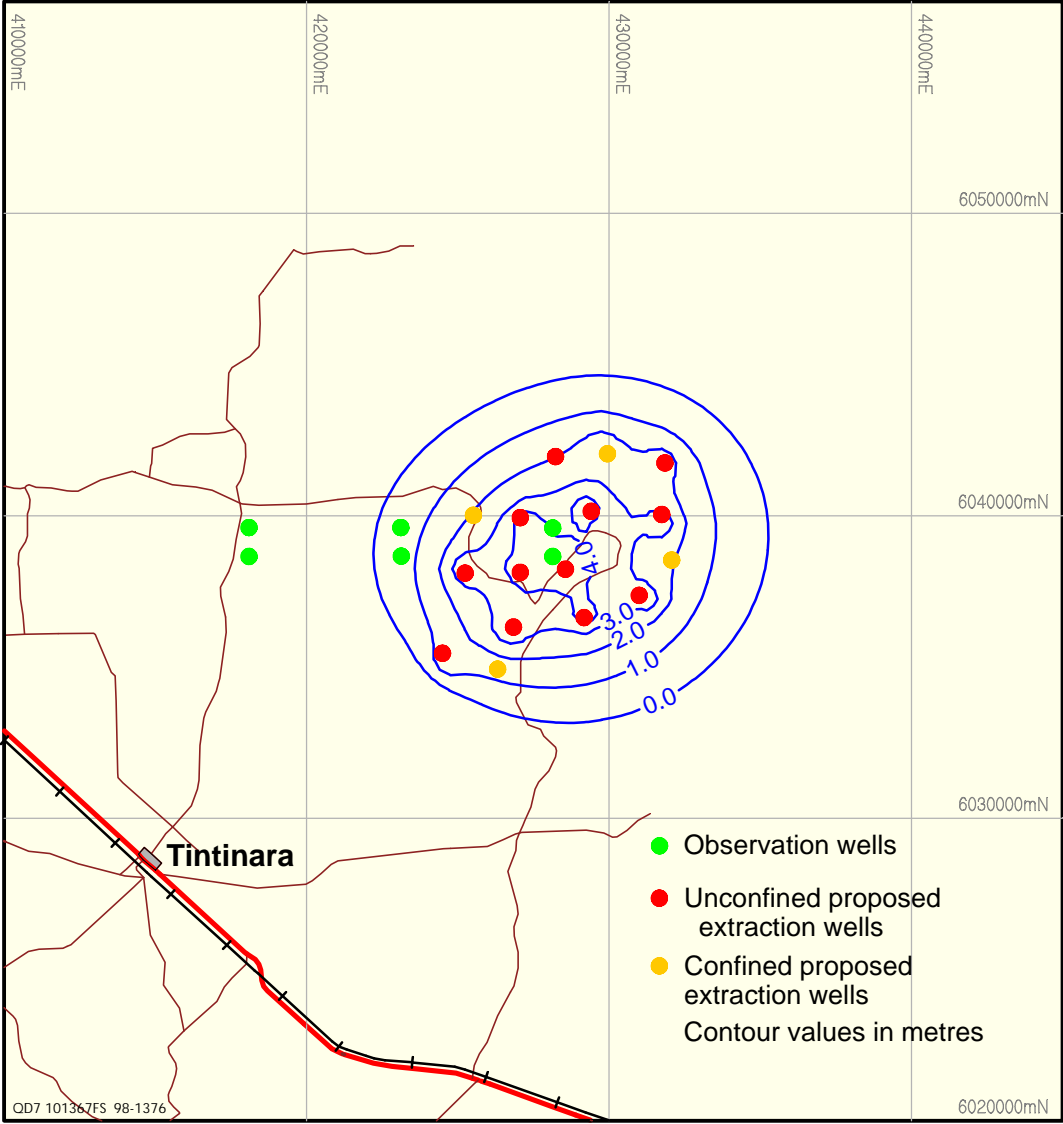 410000mE
420000mE
430000mE
440000mE
6050000mN
6040000mN
4.0
3.0
2.0
1.0
0.0
6030000mN
Tintinara
Observation wells
Unconfined proposed
extraction wells
Confined proposed
extraction wells
Contour values in metres
QD7 101367FS 98-1376
6020000mN